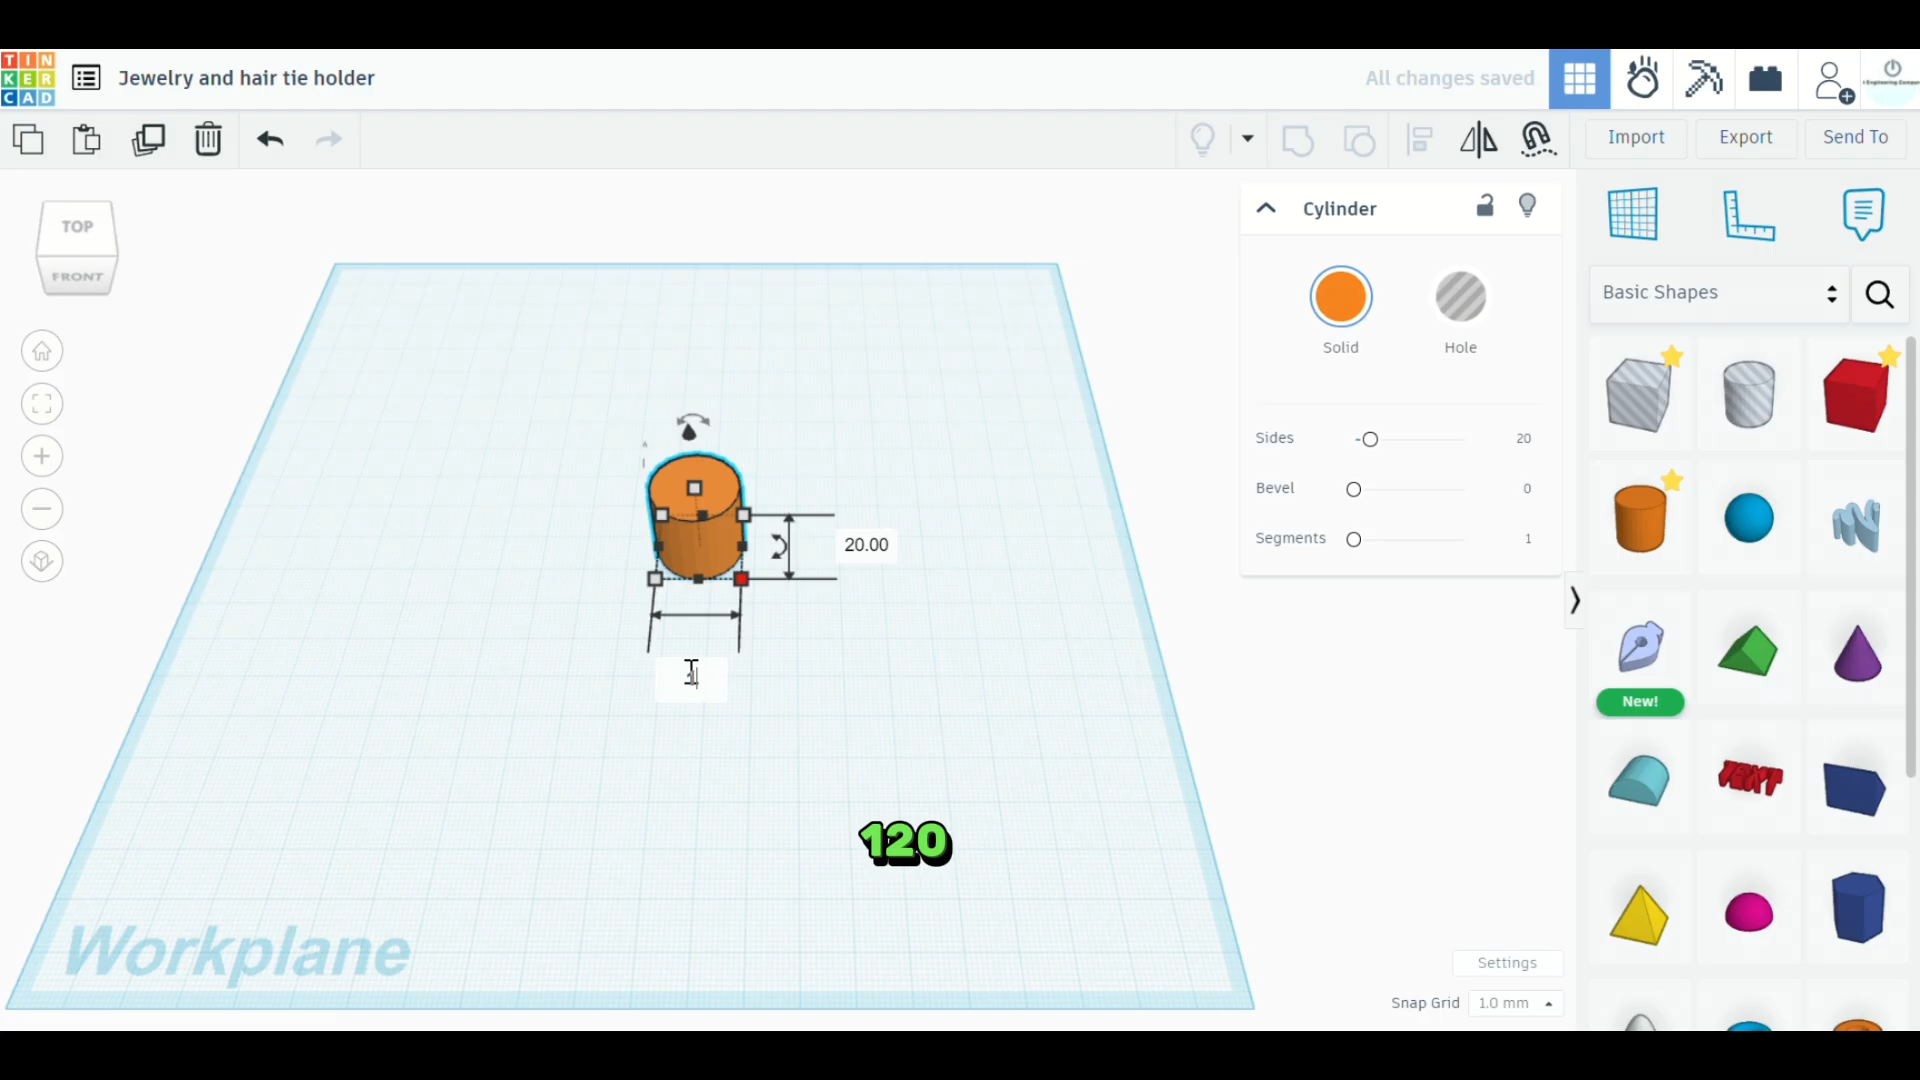 TIN
KER
CAD
Jewelry and hair tie holder
All changes saved
Import
Export
Send To
TOP
FRONT
Cylinder
Solid
Hole
Sides
20
Bevel
0
Segments
1
Basic Shapes
New!
TEXT
20.00
120
Workplane
Settings
Snap Grid
1.0 mm